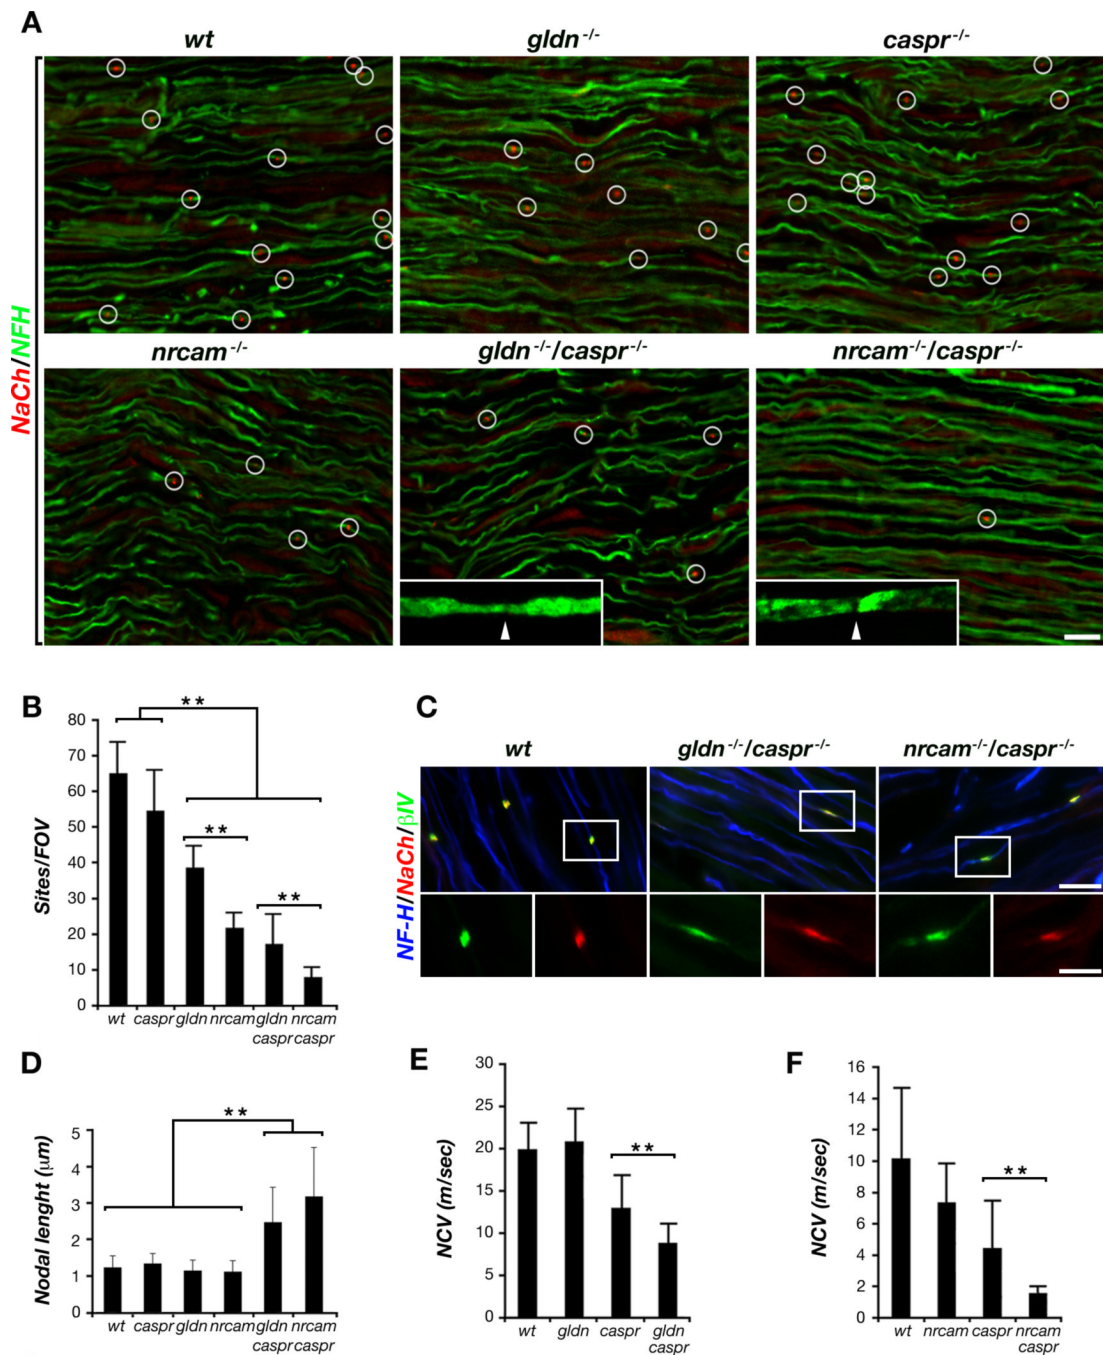 A
wt
gldn -/-
caspr -/-
NaCh/NFH
nrcam -/-
gldn -/-/caspr -/-
nrcam -/-/caspr -/-
B
Sites/FOV
80
70
60
50
40
30
20
10
0
**
**
**
wt caspr gldn nrcam gldn caspr nrcam caspr
C
wt
gldn -/-/caspr -/-
nrcam -/-/caspr -/-
NF-H/NaCh/βIV
D
Nodal lenght (μm)
5
4
3
2
1
0
**
wt caspr gldn nrcam gldn caspr nrcam caspr
E
NCV (m/sec)
30
25
20
15
10
5
0
**
wt gldn caspr gldn caspr
F
NCV (m/sec)
16
14
12
10
8
6
4
2
0
**
wt nrcam caspr nrcam caspr